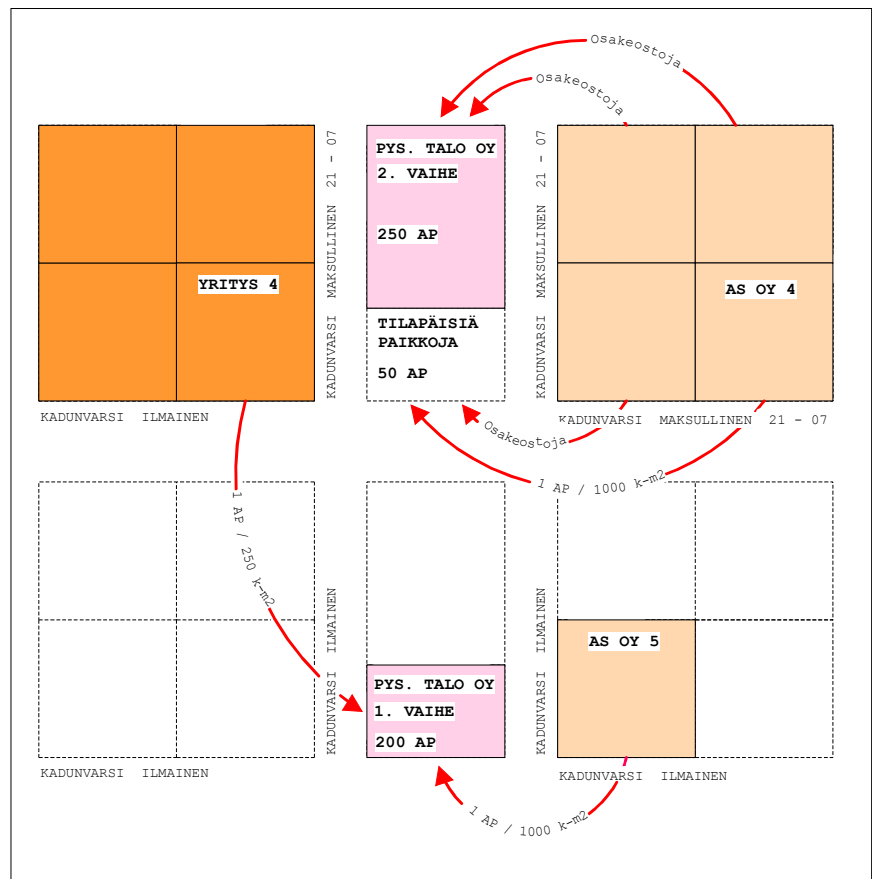 Osakeostoja
Osakeostoja
PYS. TALO OY
2. VAIHE
250 AP
KADUNVARSI MAKSULLINEN 21 - 07
KADUNVARSI MAKSULLINEN 21 - 07
YRITYS 4
AS OY 4
TILAPÄISIÄ
PAIKKOJA
50 AP
KADUNVARSI ILMAINEN
KADUNVARSI MAKSULLINEN 21 - 07
Osakeostoja
1 AP / 1000 k-m2
1 AP / 250 k-m2
KADUNVARSI ILMAINEN
KADUNVARSI ILMAINEN
AS OY 5
PYS. TALO OY
1. VAIHE
200 AP
KADUNVARSI ILMAINEN
KADUNVARSI ILMAINEN
1 AP / 1000 k-m2